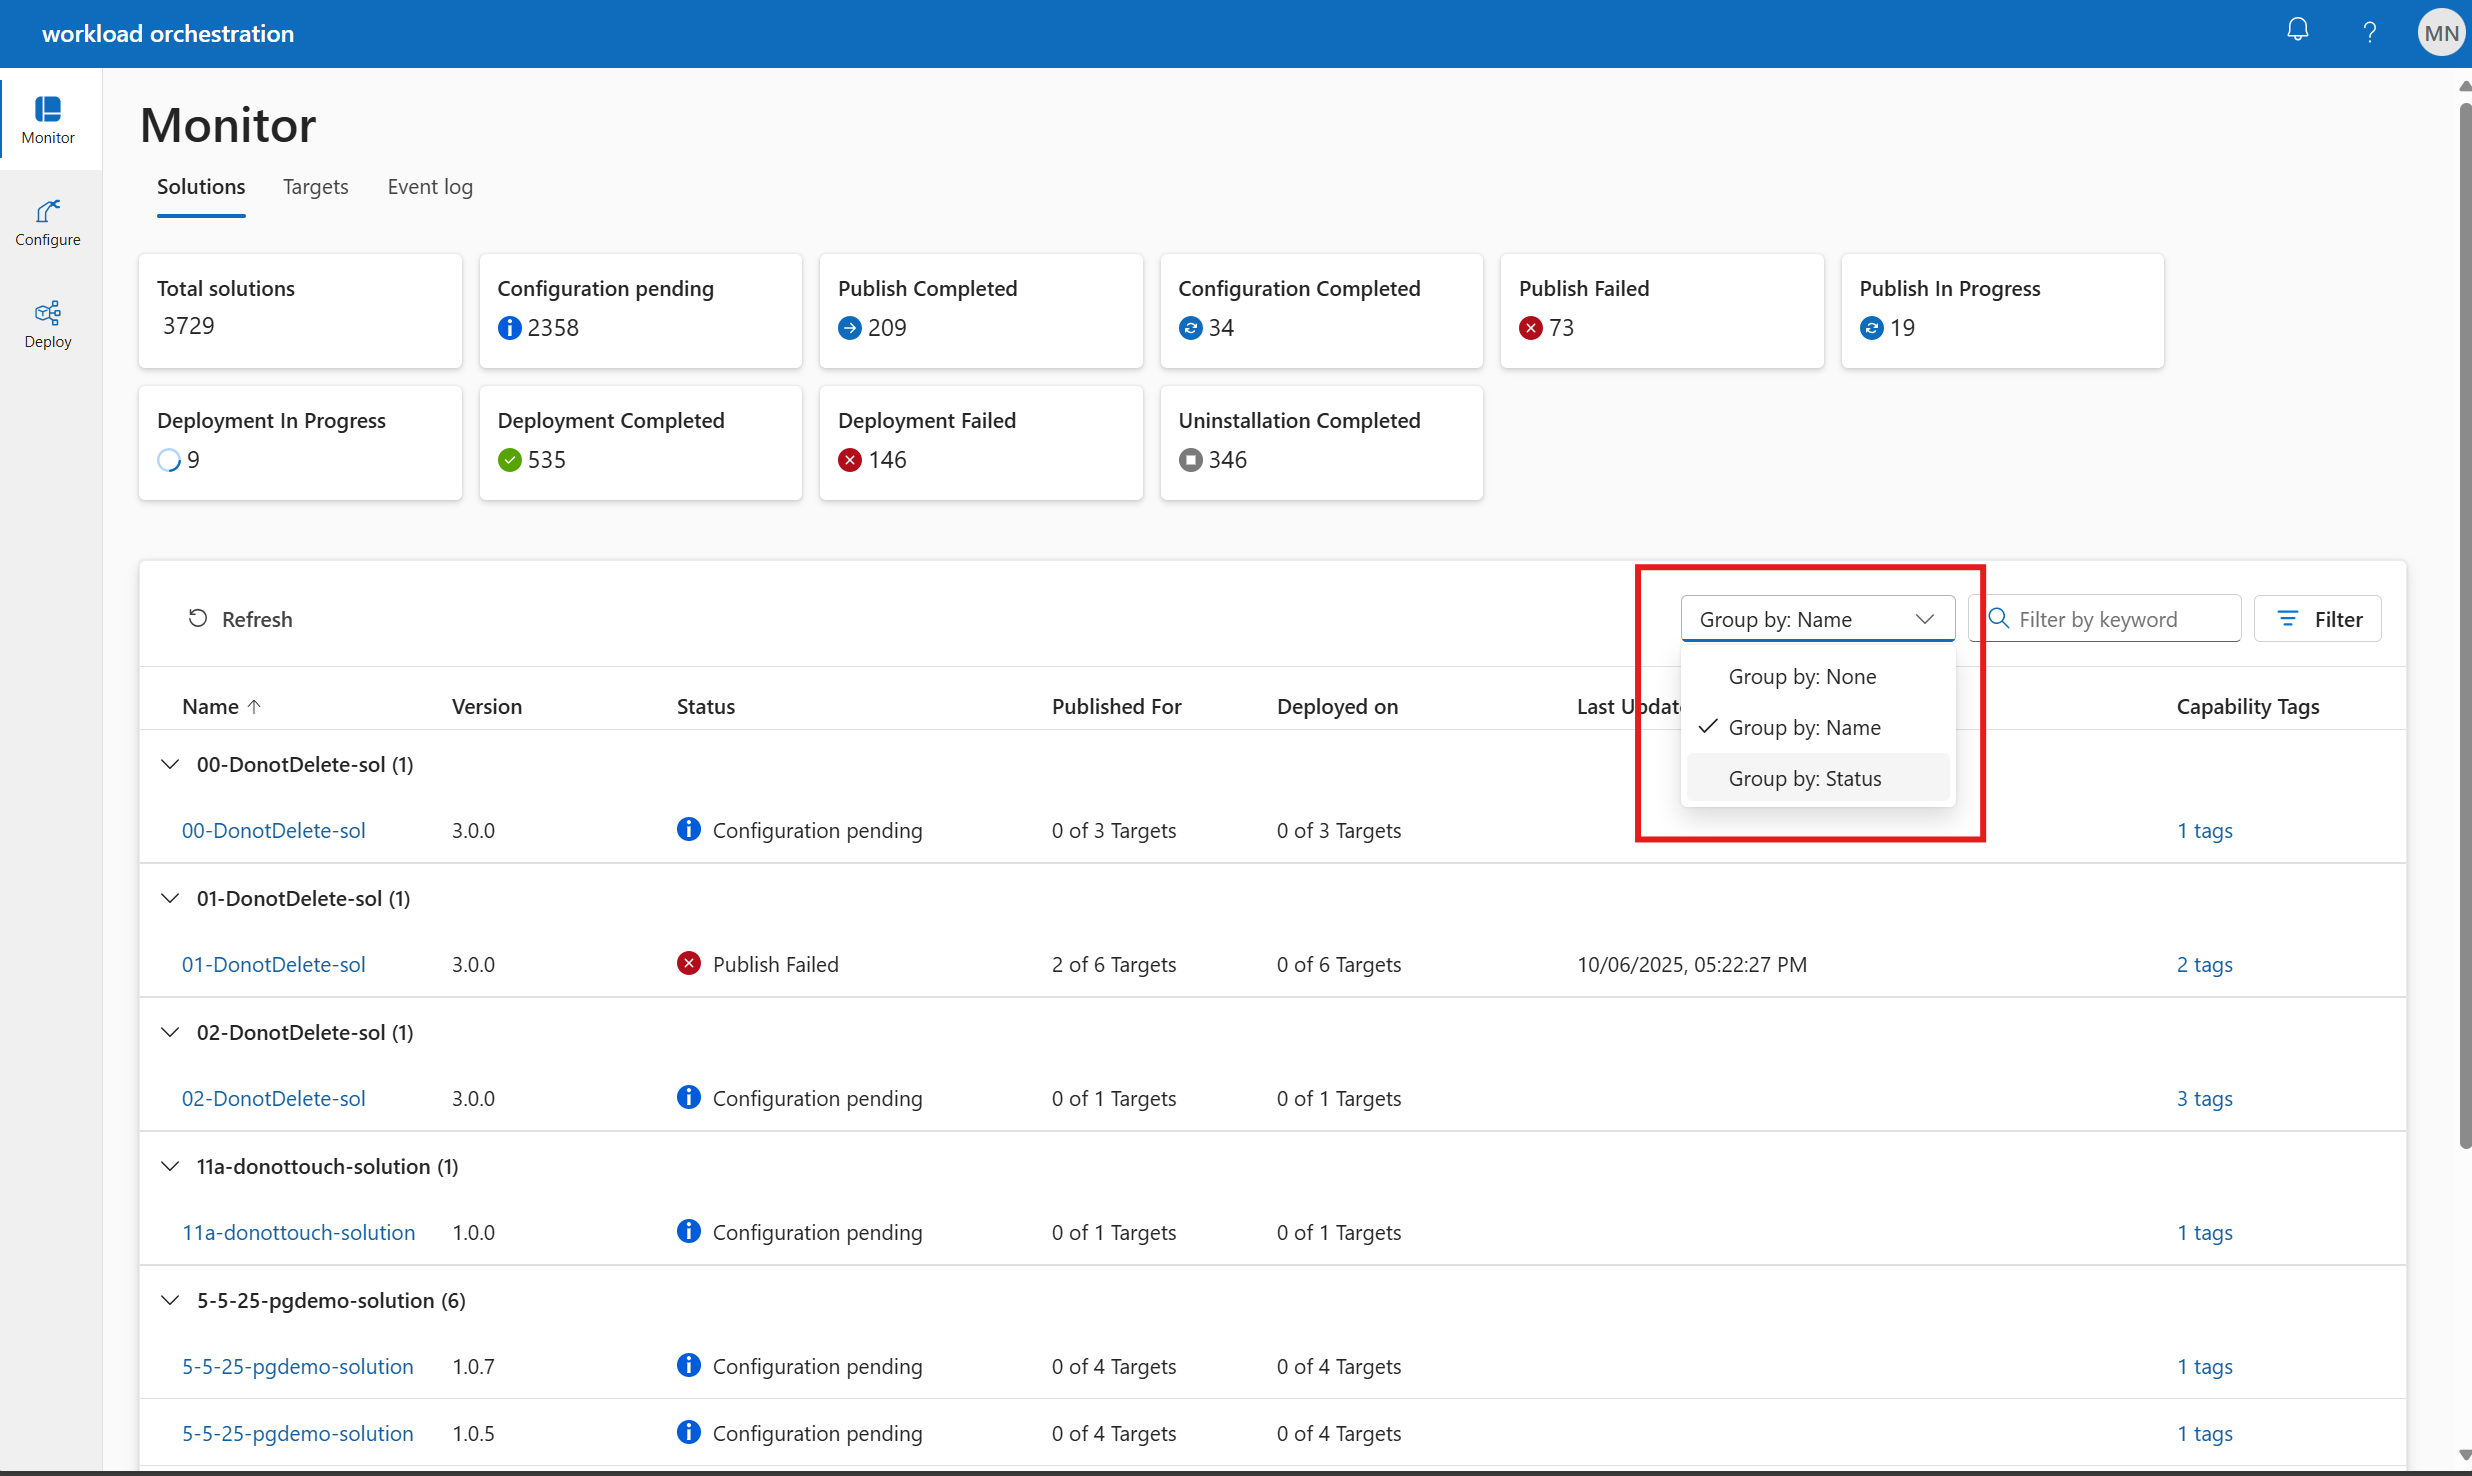 workload orchestration
MN
Monitor
Configure
Deploy
Monitor
Solutions Targets Event log
Total solutions
3729
Configuration pending
2358
Publish Completed
209
Configuration Completed
34
Publish Failed
73
Publish In Progress
19
Deployment In Progress
9
Deployment Completed
535
Deployment Failed
146
Uninstallation Completed
346
Refresh
Group by: Name
Filter by keyword
Filter
Group by: None
Group by: Name
Group by: Status
Name Version Status Published For Deployed on Last Updat Capability Tags
00-DonotDelete-sol (1)
00-DonotDelete-sol 3.0.0 Configuration pending 0 of 3 Targets 0 of 3 Targets 1 tags
01-DonotDelete-sol (1)
01-DonotDelete-sol 3.0.0 Publish Failed 2 of 6 Targets 0 of 6 Targets 10/06/2025, 05:22:27 PM 2 tags
02-DonotDelete-sol (1)
02-DonotDelete-sol 3.0.0 Configuration pending 0 of 1 Targets 0 of 1 Targets 3 tags
11a-donottouch-solution (1)
11a-donottouch-solution 1.0.0 Configuration pending 0 of 1 Targets 0 of 1 Targets 1 tags
5-5-25-pgdemo-solution (6)
5-5-25-pgdemo-solution 1.0.7 Configuration pending 0 of 4 Targets 0 of 4 Targets 1 tags
5-5-25-pgdemo-solution 1.0.5 Configuration pending 0 of 4 Targets 0 of 4 Targets 1 tags